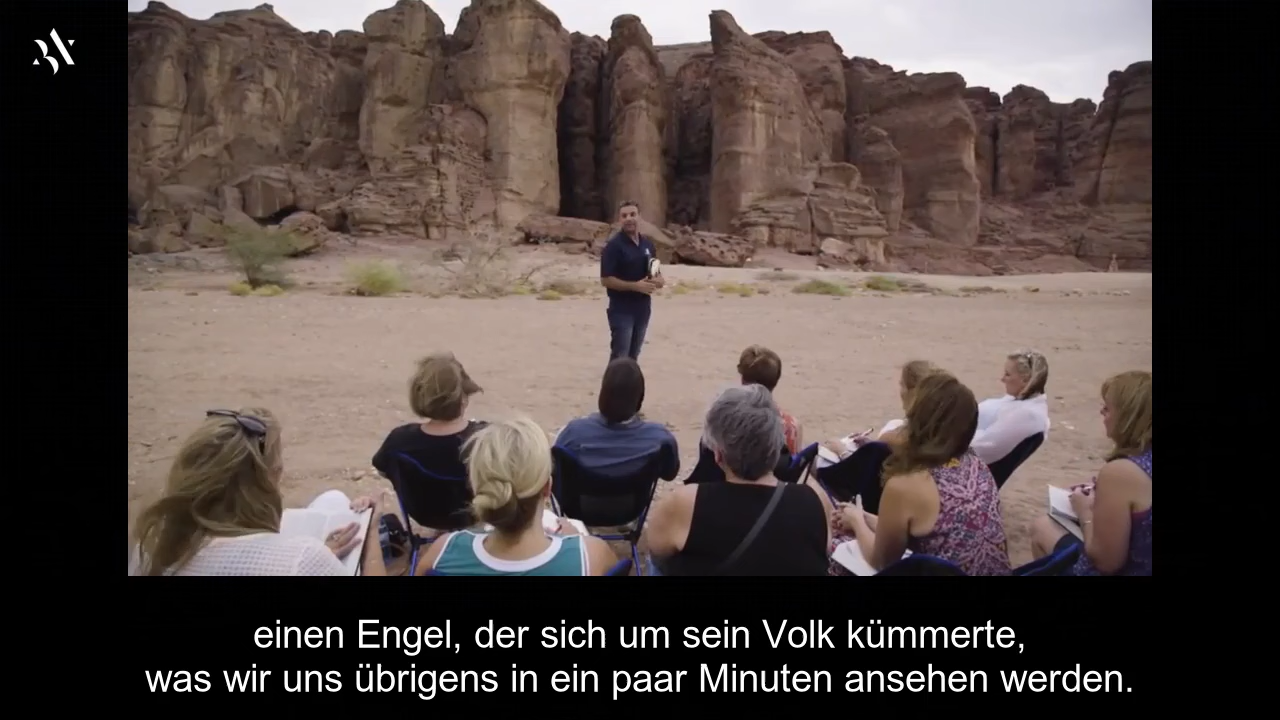 einen Engel, der sich um sein Volk kümmerte,
was wir uns übrigens in ein paar Minuten ansehen werden.